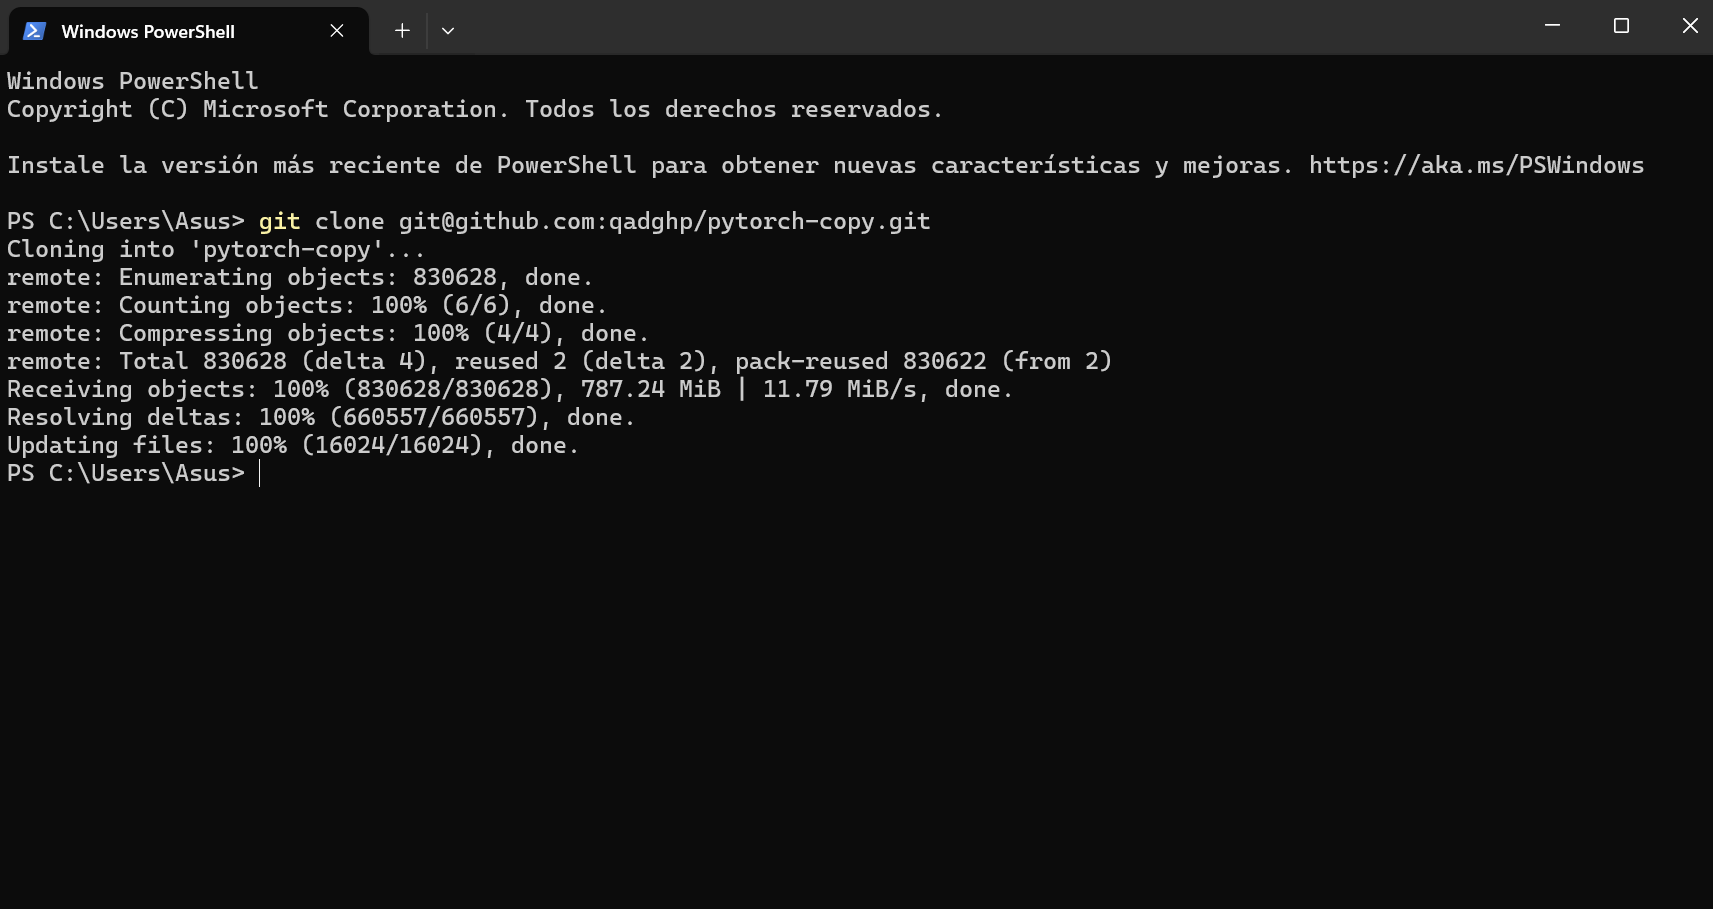 Windows PowerShell
Windows PowerShell
Copyright (C) Microsoft Corporation. Todos los derechos reservados.
Instale la versión más reciente de PowerShell para obtener nuevas características y mejoras. https://aka.ms/PSWindows
PS C:\Users\Asus> git clone git@github.com:qadghp/pytorch-copy.git
Cloning into 'pytorch-copy'...
remote: Enumerating objects: 830628, done.
remote: Counting objects: 100% (6/6), done.
remote: Compressing objects: 100% (4/4), done.
remote: Total 830628 (delta 4), reused 2 (delta 2), pack-reused 830622 (from 2)
Receiving objects: 100% (830628/830628), 787.24 MiB | 11.79 MiB/s, done.
Resolving deltas: 100% (660557/660557), done.
Updating files: 100% (16024/16024), done.
PS C:\Users\Asus>